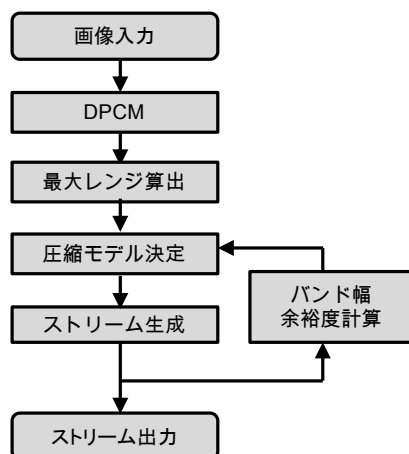 画像入力
DPCM
最大レンジ算出
圧縮モデル決定
バンド幅
余裕度計算
ストリーム生成
ストリーム出力